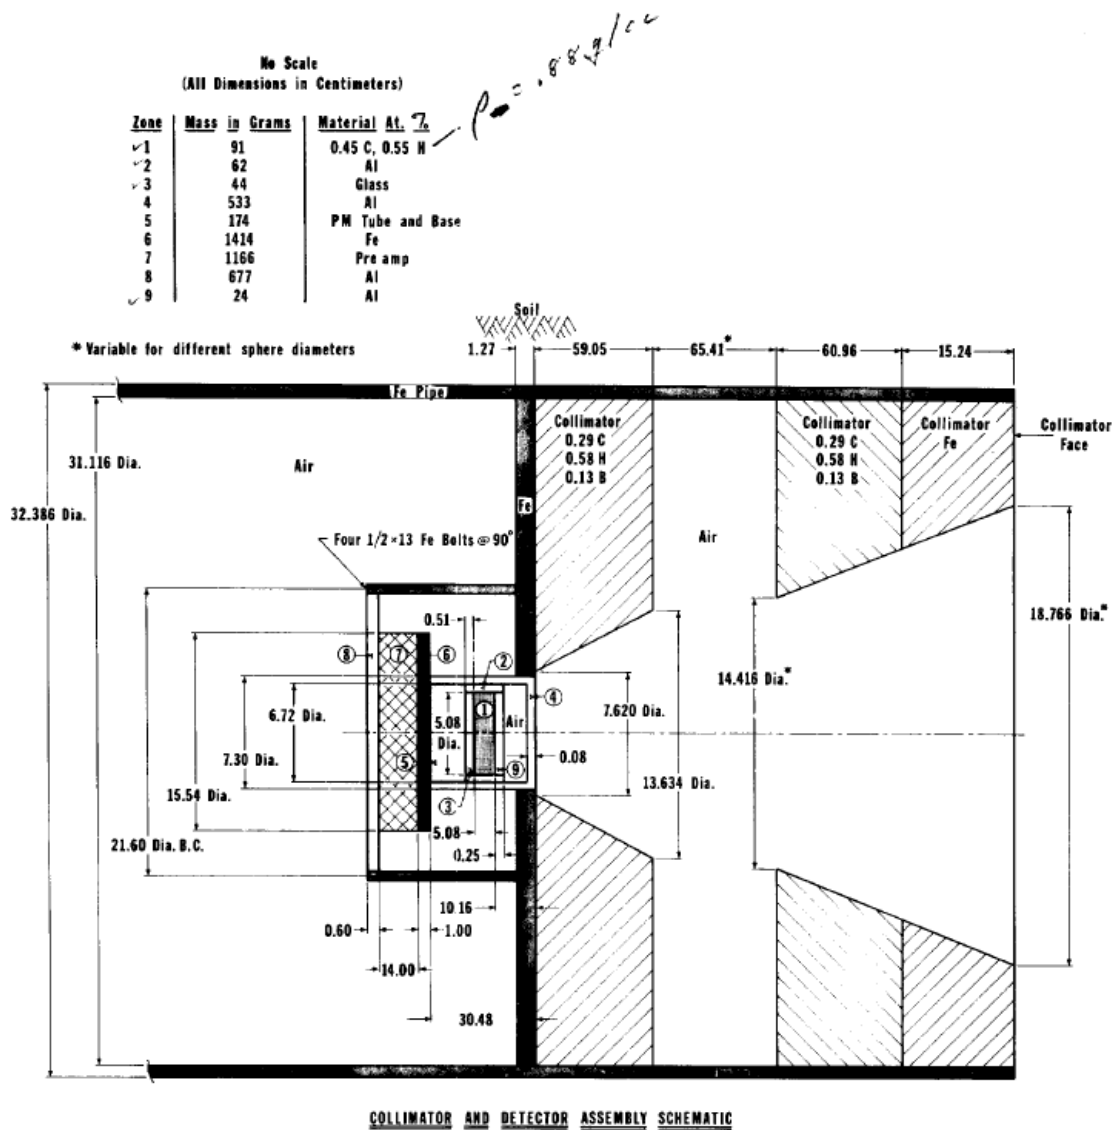 No Scale
(All Dimensions in Centimeters)
ρ = .88 g/cc
Zone Mass in Grams Material At. %
1 91 0.45 C, 0.55 H
2 62 Al
3 44 Glass
4 533 Al
5 174 PM Tube and Base
6 1414 Fe
7 1166 Pre amp
8 677 Al
9 24 Al
* Variable for different sphere diameters
Soil
1.27 59.05 65.41* 60.96 15.24
Fe Pipe
Collimator
0.29 C
0.58 H
0.13 B
Collimator
0.29 C
0.58 H
0.13 B
Collimator
Fe
Collimator
Face
31.116 Dia.
Air
32.386 Dia.
Fe
Air
Four 1/2 ×13 Fe Bolts @ 90°
0.51
18.766 Dia.*
8 7 6 2
14.416 Dia.*
1 4
6.72 Dia.
5.08
Dia.
Air
7.620 Dia.
7.30 Dia.
5 9
0.08
13.634 Dia.
15.54 Dia.
3
5.08
21.60 Dia. B.C.
0.25
10.16
0.60 1.00
14.00
30.48
COLLIMATOR AND DETECTOR ASSEMBLY SCHEMATIC